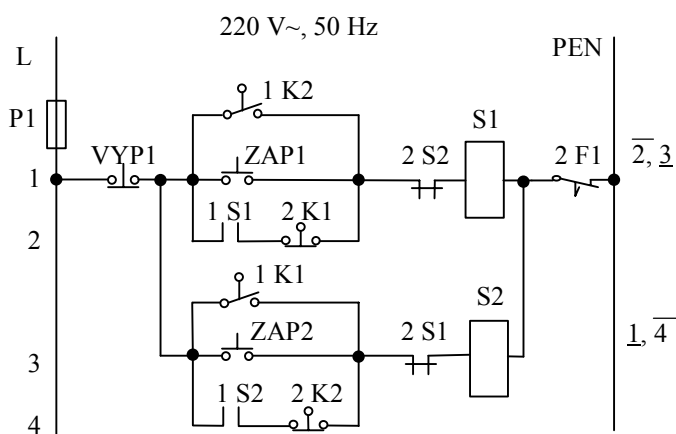 220 V~, 50 Hz
L PEN
1 K2
P1 S1
VYP1 ZAP1 2 S2 2 F1 2, 3
1
1 S1 2 K1
2
1 K1 S2
ZAP2 2 S1 1, 4
3
1 S2 2 K2
4